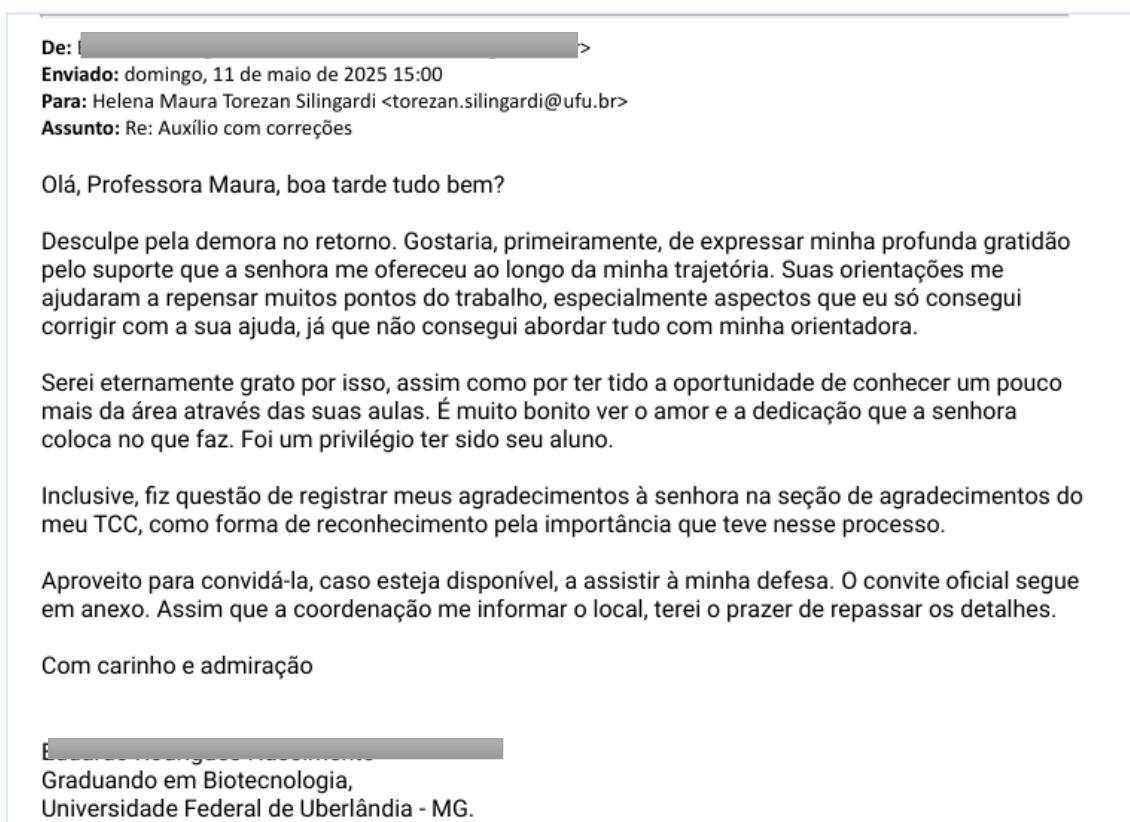 De:
Enviado: domingo, 11 de maio de 2025 15:00
Para: Helena Maura Torezan Silingardi <torezan.silingardi@ufu.br>
Assunto: Re: Auxílio com correções
Olá, Professora Maura, boa tarde tudo bem?
Desculpe pela demora no retorno. Gostaria, primeiramente, de expressar minha profunda gratidão
pelo suporte que a senhora me ofereceu ao longo da minha trajetória. Suas orientações me
ajudaram a repensar muitos pontos do trabalho, especialmente aspectos que eu só consegui
corrigir com a sua ajuda, já que não consegui abordar tudo com minha orientadora.
Serei eternamente grato por isso, assim como por ter tido a oportunidade de conhecer um pouco
mais da área através das suas aulas. É muito bonito ver o amor e a dedicação que a senhora
coloca no que faz. Foi um privilégio ter sido seu aluno.
Inclusive, fiz questão de registrar meus agradecimentos à senhora na seção de agradecimentos do
meu TCC, como forma de reconhecimento pela importância que teve nesse processo.
Aproveito para convidá-la, caso esteja disponível, a assistir à minha defesa. O convite oficial segue
em anexo. Assim que a coordenação me informar o local, terei o prazer de repassar os detalhes.
Com carinho e admiração
Graduando em Biotecnologia,
Universidade Federal de Uberlândia - MG.